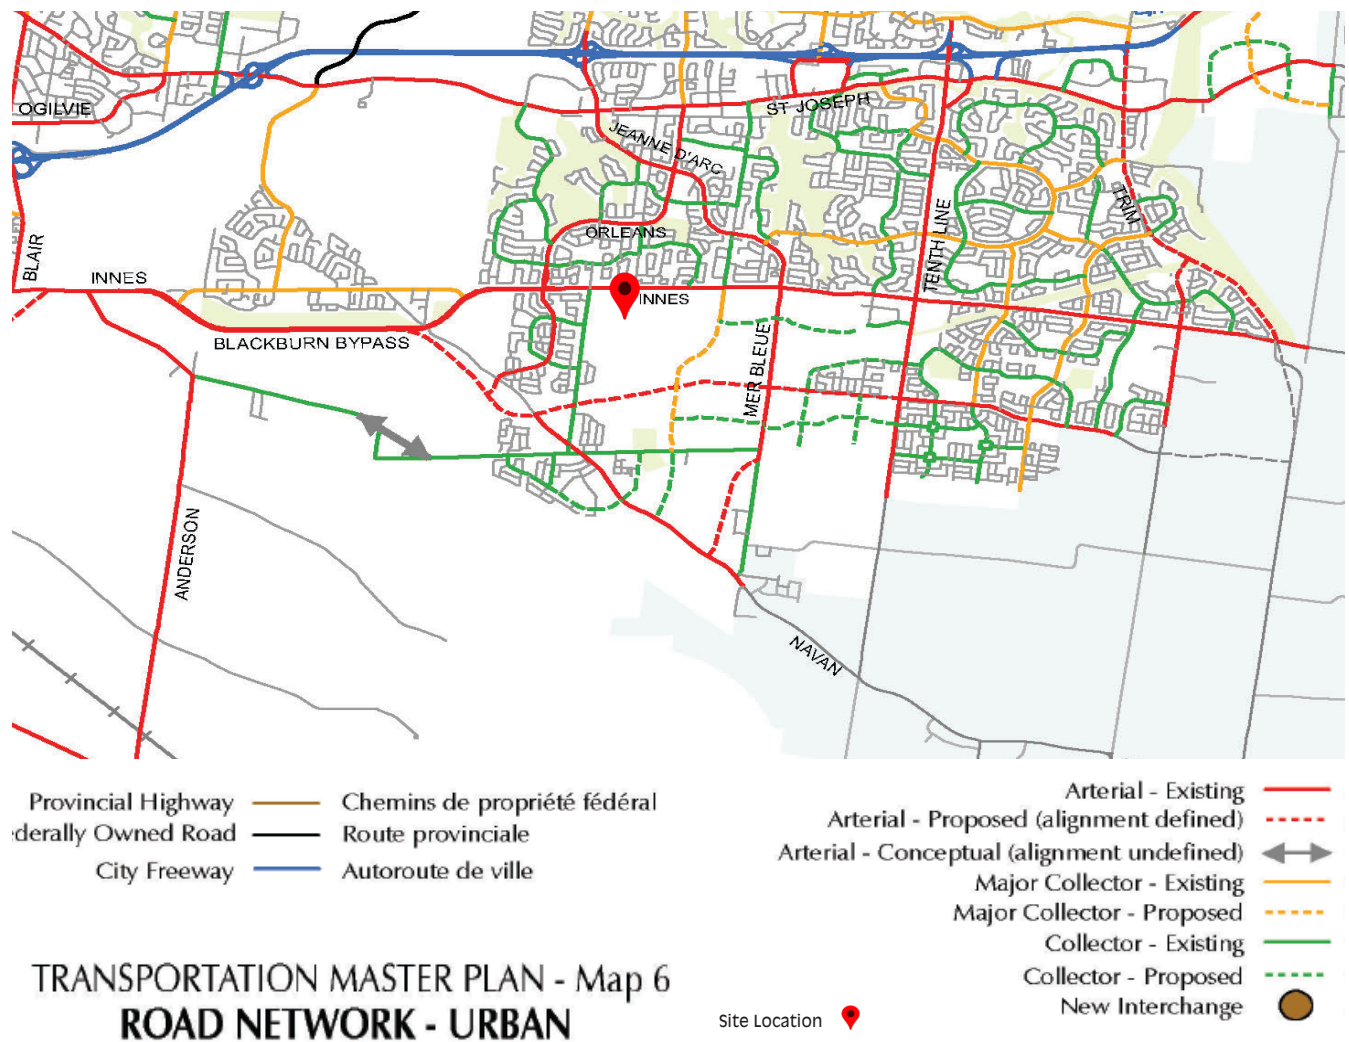 OGILVIE
ST JOSEPH
JEANNE D'ARC
TRIM
ORLEANS
TENTH LINE
BLAIR
INNES
INNES
BLACKBURN BYPASS
MER BLEUE
ANDERSON
NAVAN
Provincial Highway
Chemins de propriété fédéral
ederally Owned Road
Route provinciale
City Freeway
Autoroute de ville
Arterial - Existing
Arterial - Proposed (alignment defined)
Arterial - Conceptual (alignment undefined)
Major Collector - Existing
Major Collector - Proposed
Collector - Existing
Collector - Proposed
New Interchange
TRANSPORTATION MASTER PLAN - Map 6
ROAD NETWORK - URBAN
Site Location